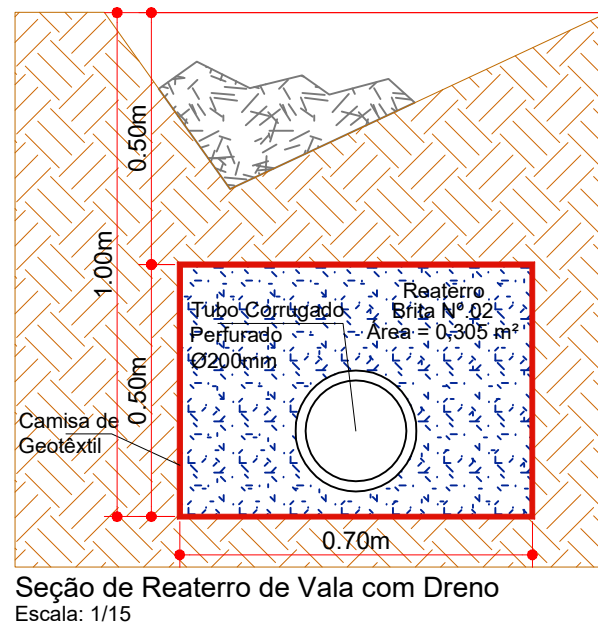 0.50m
1.00m
0.50m
Tubo Corrugado
Perfurado
Ø200mm
Reaterro
Brita Nº 02
Área = 0,305 m²
Camisa de
Geotêxtil
0.70m
Seção de Reaterro de Vala com Dreno
Escala: 1/15